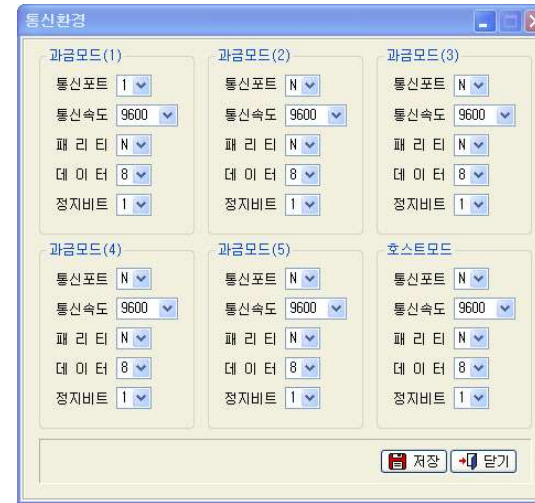 통신환경
과금모드(1)
통신포트 1
통신속도 9600
패 리 티 N
데 이 터 8
정지비트 1
과금모드(2)
통신포트 N
통신속도 9600
패 리 티 N
데 이 터 8
정지비트 1
과금모드(3)
통신포트 N
통신속도 9600
패 리 티 N
데 이 터 8
정지비트 1
과금모드(4)
통신포트 N
통신속도 9600
패 리 티 N
데 이 터 8
정지비트 1
과금모드(5)
통신포트 N
통신속도 9600
패 리 티 N
데 이 터 8
정지비트 1
호스트모드
통신포트 N
통신속도 9600
패 리 티 N
데 이 터 8
정지비트 1
저장 닫기